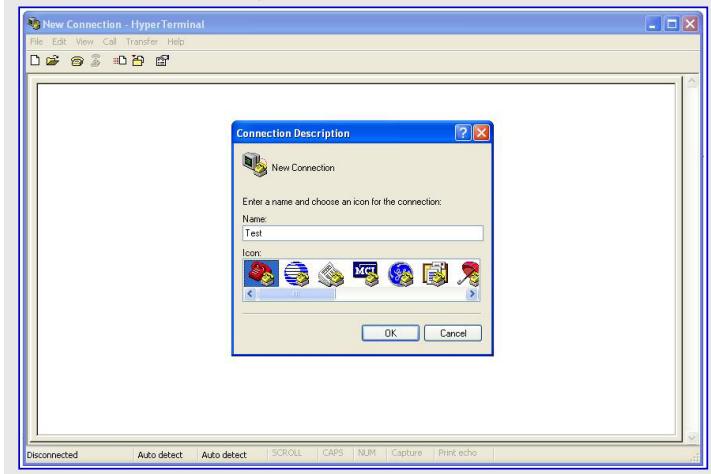 New Connection - HyperTerminal
File Edit View Call Transfer Help
Connection Description
New Connection
Enter a name and choose an icon for the connection:
Name:
Test
Icon:
MCI
OK Cancel
Disconnected Auto detect Auto detect SCROLL CAPS NUM Capture Print echo